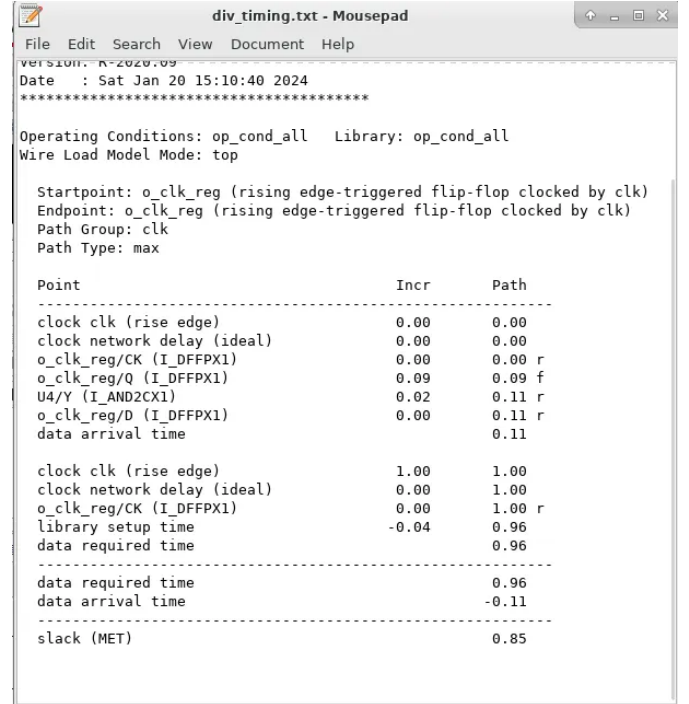 div_timing.txt - Mousepad
File Edit Search View Document Help
Version: R-2020.09
Date   : Sat Jan 20 15:10:40 2024
****************************************

Operating Conditions: op_cond_all   Library: op_cond_all
Wire Load Model Mode: top

  Startpoint: o_clk_reg (rising edge-triggered flip-flop clocked by clk)
  Endpoint: o_clk_reg (rising edge-triggered flip-flop clocked by clk)
  Path Group: clk
  Path Type: max

  Point                                    Incr       Path
  -----------------------------------------------------------
  clock clk (rise edge)                    0.00       0.00
  clock network delay (ideal)              0.00       0.00
  o_clk_reg/CK (I_DFFPX1)                  0.00       0.00 r
  o_clk_reg/Q (I_DFFPX1)                   0.09       0.09 f
  U4/Y (I_AND2CX1)                         0.02       0.11 r
  o_clk_reg/D (I_DFFPX1)                   0.00       0.11 r
  data arrival time                                   0.11

  clock clk (rise edge)                    1.00       1.00
  clock network delay (ideal)              0.00       1.00
  o_clk_reg/CK (I_DFFPX1)                  0.00       1.00 r
  library setup time                      -0.04       0.96
  data required time                                  0.96
  -----------------------------------------------------------
  data required time                                  0.96
  data arrival time                                  -0.11
  -----------------------------------------------------------
  slack (MET)                                         0.85